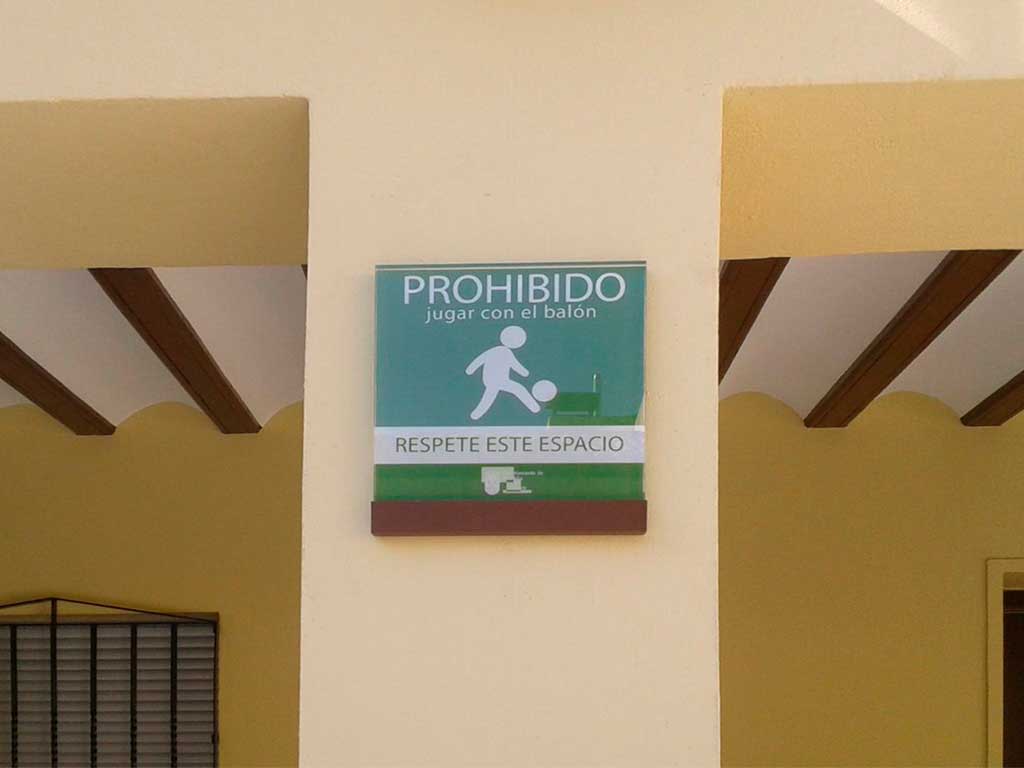 PROHIBIDO
jugar con el balón
RESPETE ESTE ESPACIO